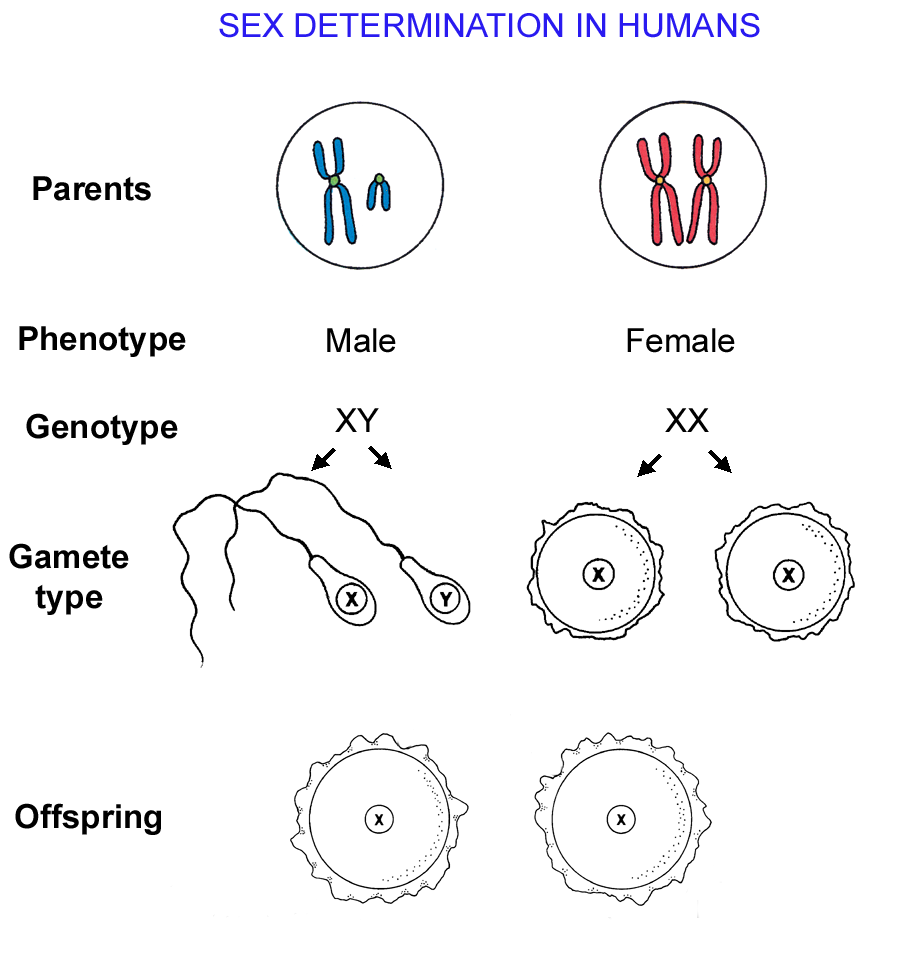 SEX DETERMINATION IN HUMANS
Parents
Phenotype Male Female
Genotype XY XX
Gamete
type
X Y X X
Offspring X X